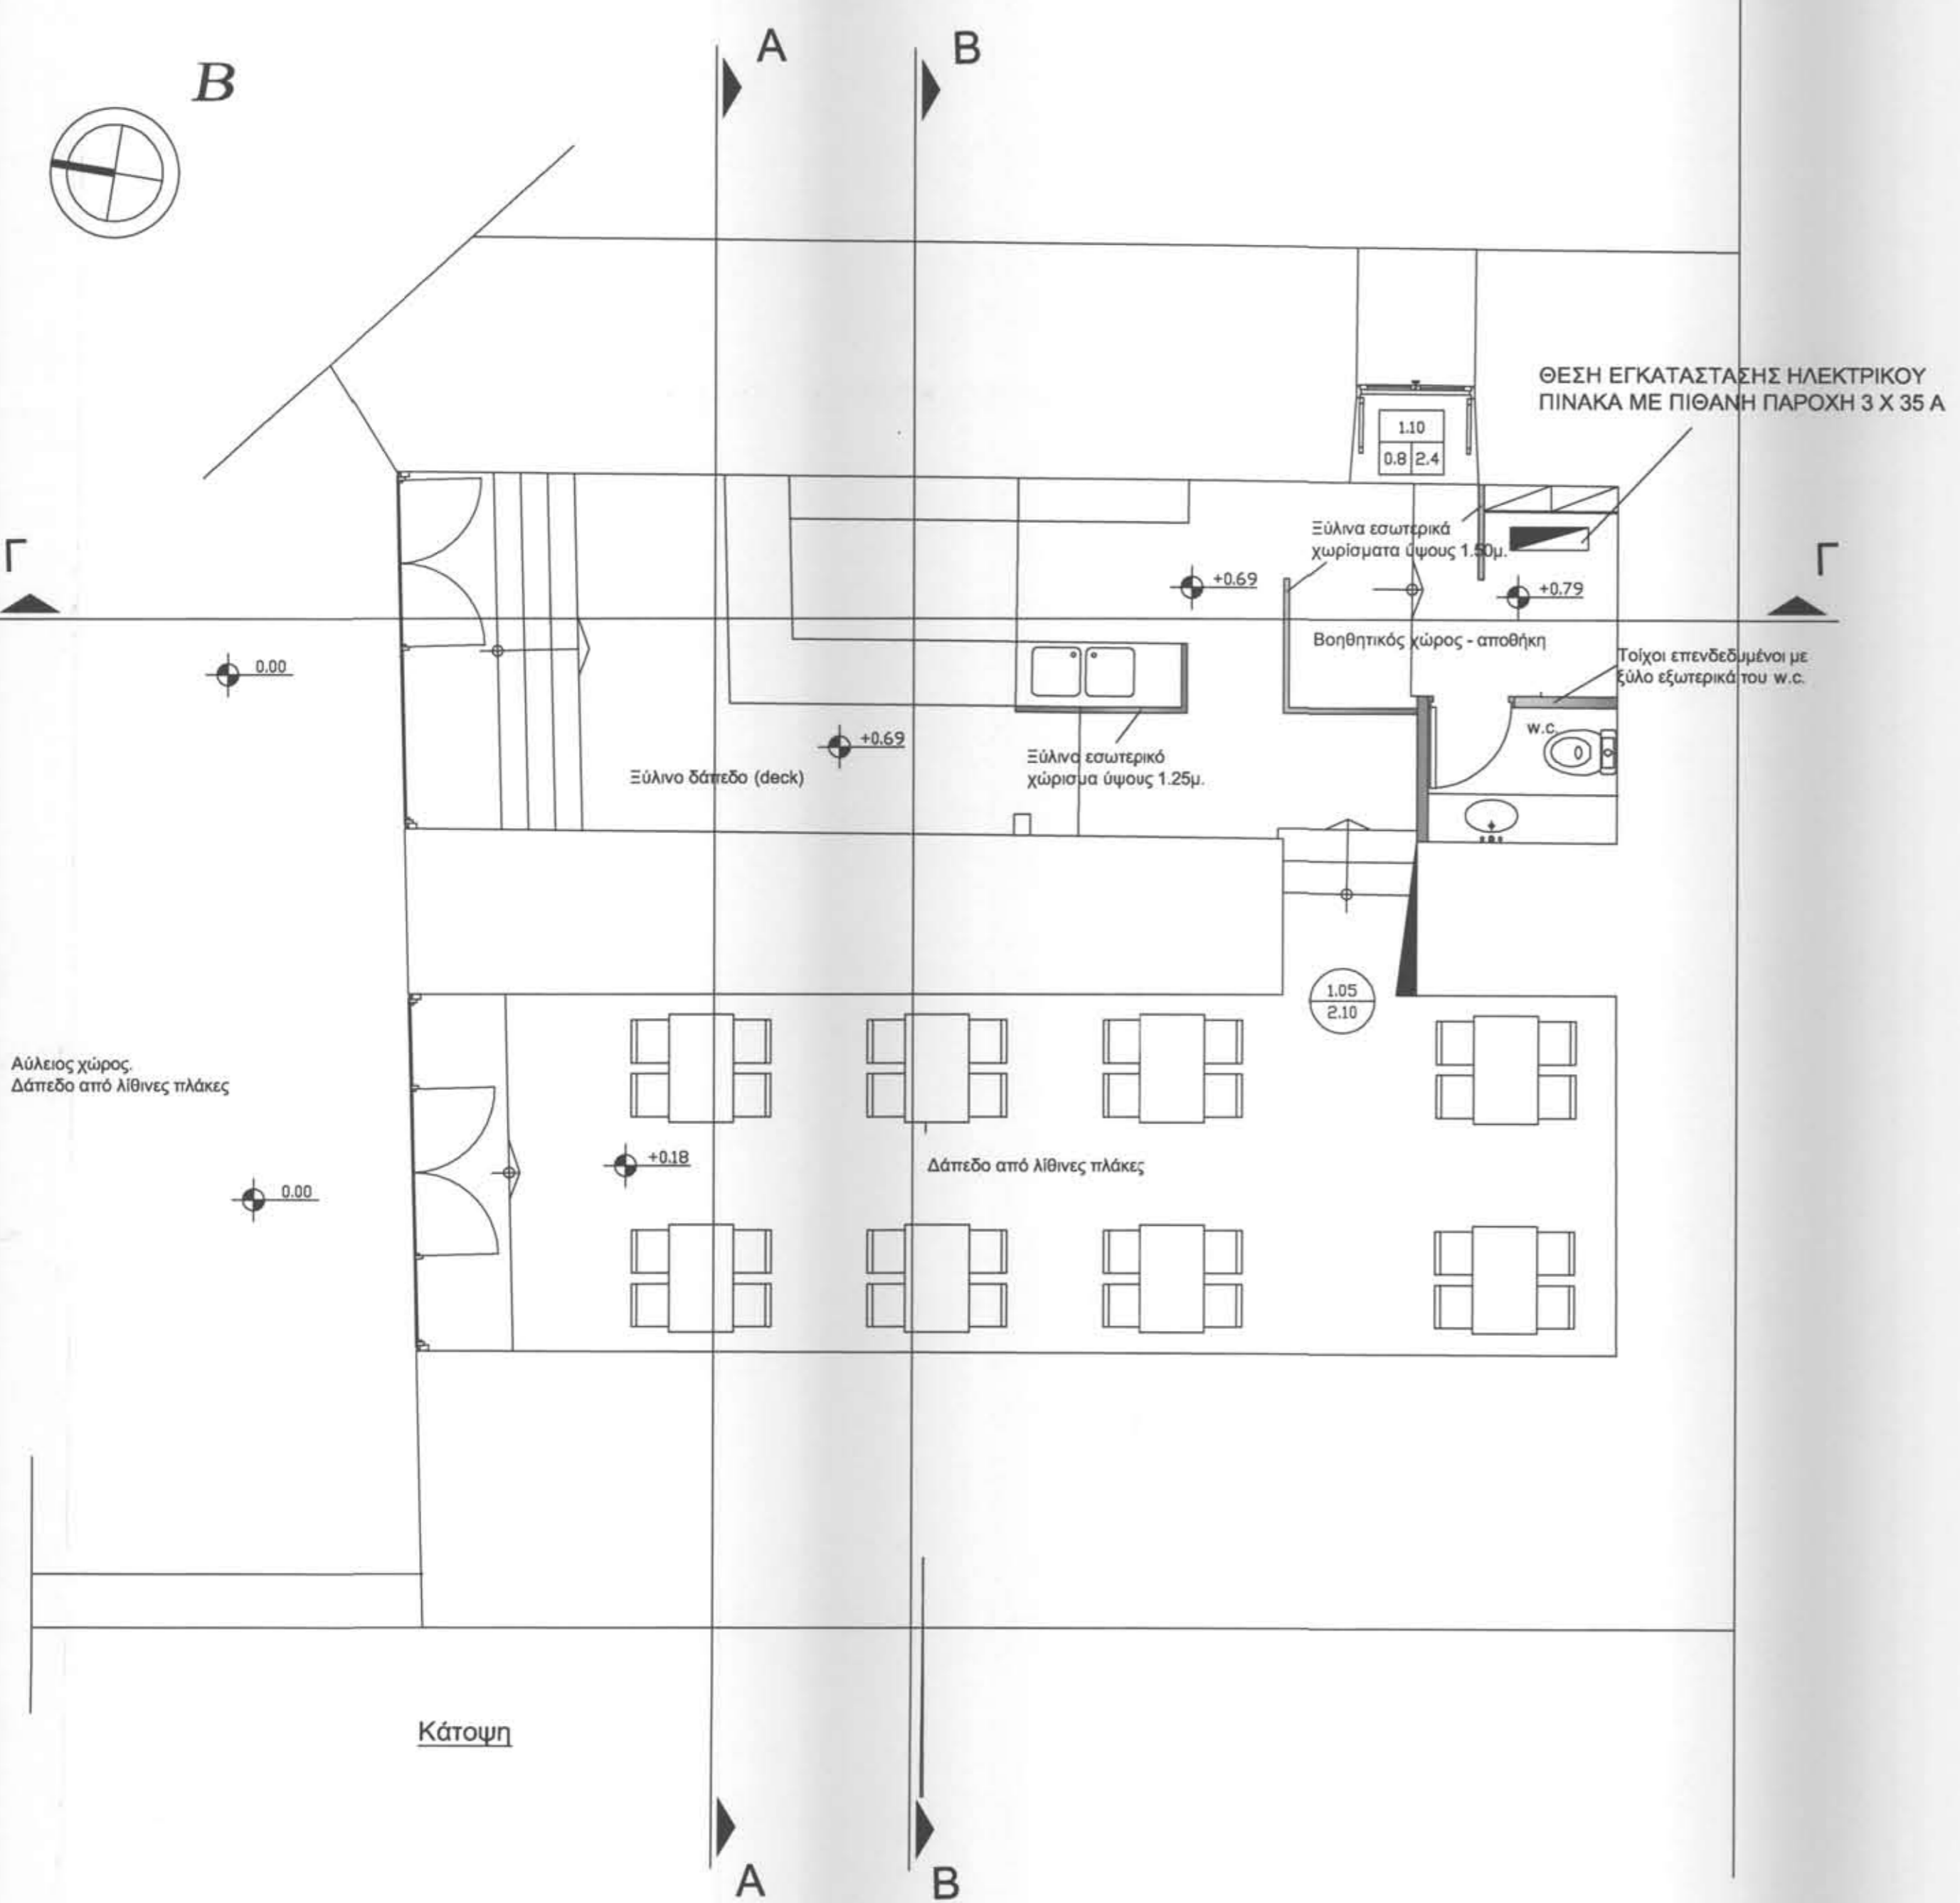 Α
Β
Β
ΘΕΣΗ ΕΓΚΑΤΑΣΤΑΣΗΣ ΗΛΕΚΤΡΙΚΟΥ
ΠΙΝΑΚΑ ΜΕ ΠΙΘΑΝΗ ΠΑΡΟΧΗ 3 Χ 35 Α
1.10
0.8 2.4
Ξύλινα εσωτερικά
χωρίσματα ύψους 1.50μ.
Γ
Γ
+0.69
+0.79
Βοηθητικός χώρος - αποθήκη
Τοίχοι επενδεδυμένοι με
ξύλο εξωτερικά του w.c.
0.00
w.c.
+0.69
Ξύλινο δάπεδο (deck)
Ξύλινο εσωτερικό
χώρισμα ύψους 1.25μ.
1.05
2.10
Αύλειος χώρος.
Δάπεδο από λίθινες πλάκες
+0.18
Δάπεδο από λίθινες πλάκες
0.00
Κάτοψη
Α
Β